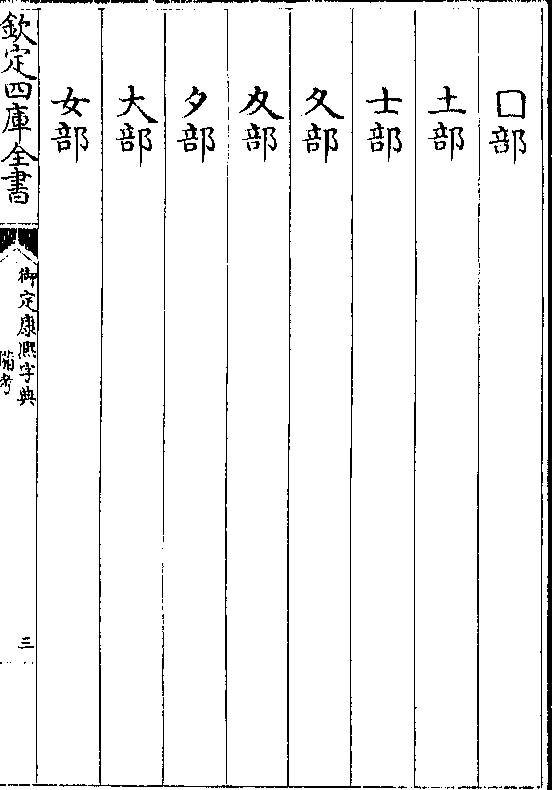 囗部
土部
士部
夂部
夊部
夕部
大部
女部
欽定四庫全書
御定康熙字典
備考
三